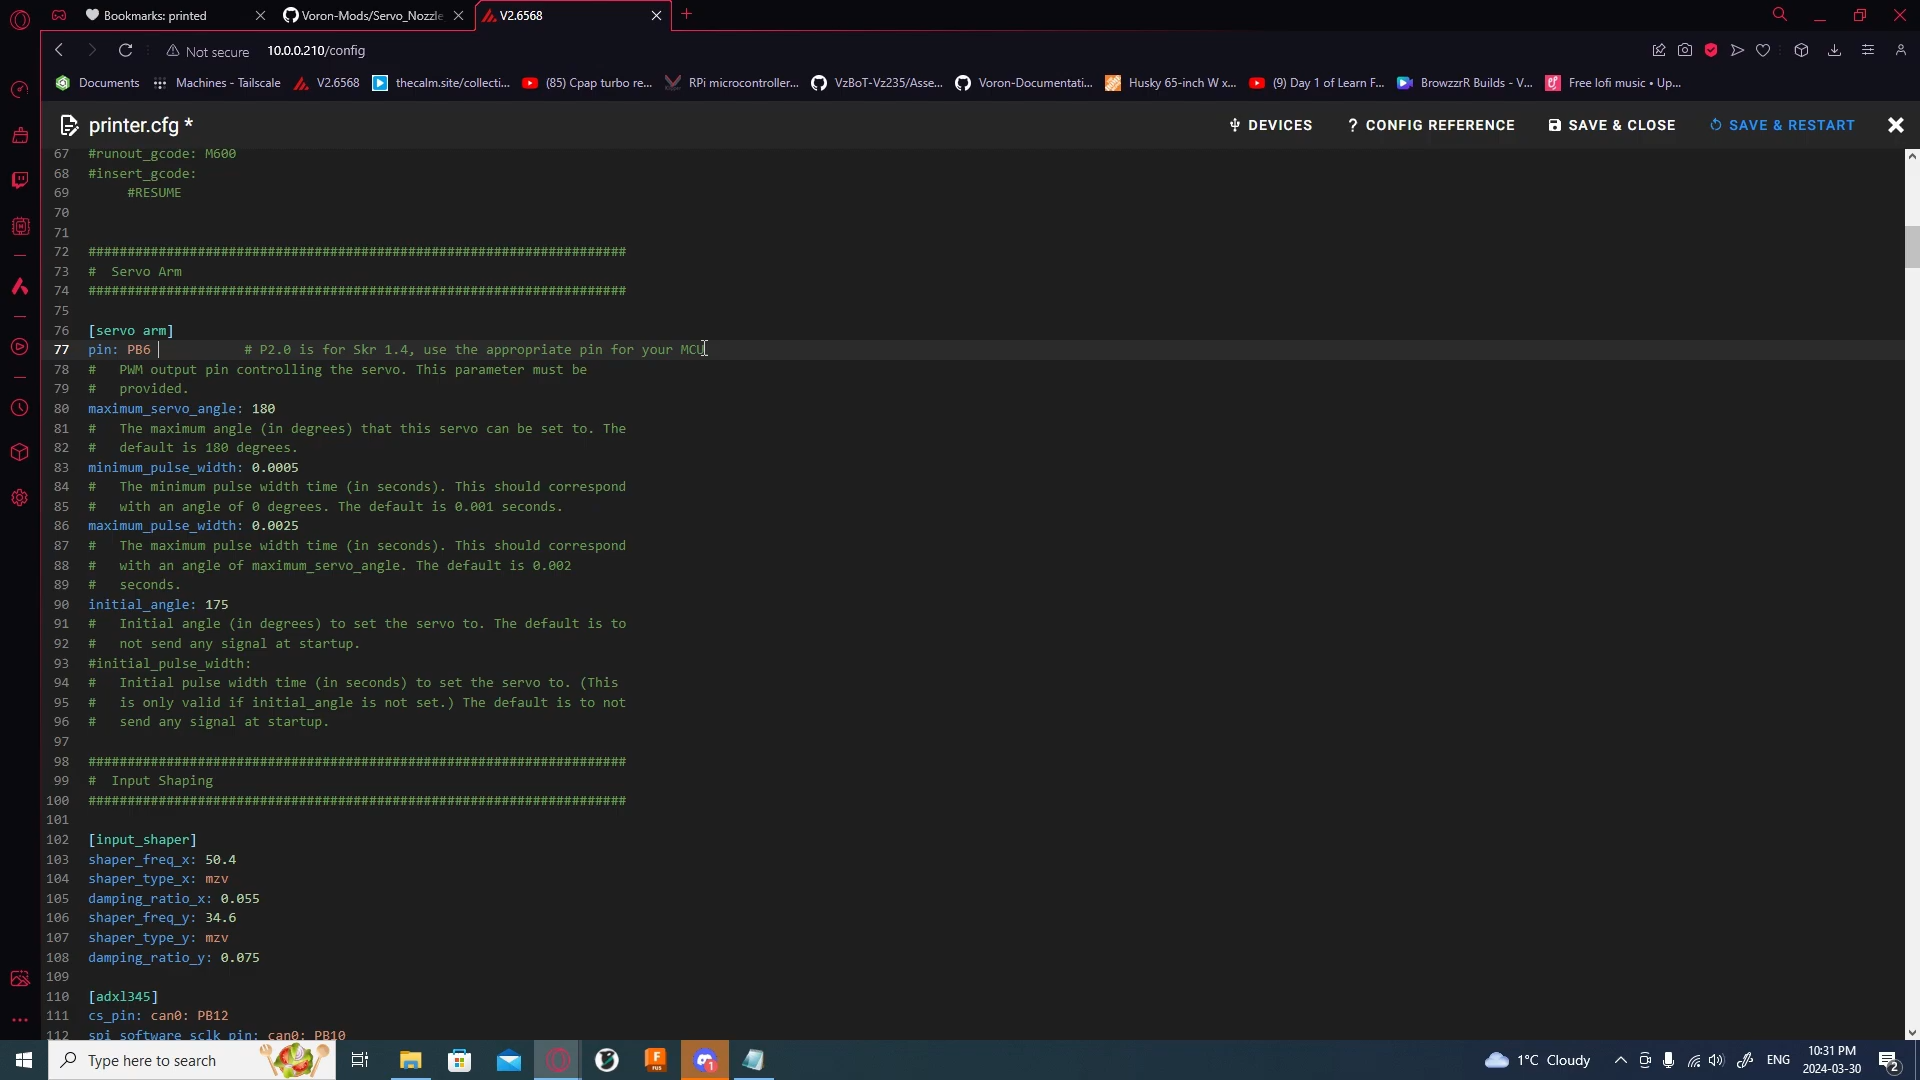 Bookmarks: printed
Voron-Mods/Servo_Nozzle
V2.6568
Not secure
10.0.0.210/config
Documents
Machines - Tailscale
V2.6568
thecalm.site/collecti...
(85) Cpap turbo re...
RPi microcontroller...
VzBoT-Vz235/Asse...
Voron-Documentati...
Husky 65-inch W x...
(9) Day 1 of Learn F...
BrowzzrR Builds - V...
Free lofi music • Up...
printer.cfg *
DEVICES
? CONFIG REFERENCE
SAVE & CLOSE
SAVE & RESTART
67 #runout_gcode: M600
68 #insert_gcode:
69 #RESUME
70
71
72 #####################################################################
73 # Servo Arm
74 #####################################################################
75
76 [servo arm]
77 pin: PB6 # P2.0 is for Skr 1.4, use the appropriate pin for your MCU
78 # PWM output pin controlling the servo. This parameter must be
79 # provided.
80 maximum_servo_angle: 180
81 # The maximum angle (in degrees) that this servo can be set to. The
82 # default is 180 degrees.
83 minimum_pulse_width: 0.0005
84 # The minimum pulse width time (in seconds). This should correspond
85 # with an angle of 0 degrees. The default is 0.001 seconds.
86 maximum_pulse_width: 0.0025
87 # The maximum pulse width time (in seconds). This should correspond
88 # with an angle of maximum_servo_angle. The default is 0.002
89 # seconds.
90 initial_angle: 175
91 # Initial angle (in degrees) to set the servo to. The default is to
92 # not send any signal at startup.
93 #initial_pulse_width:
94 # Initial pulse width time (in seconds) to set the servo to. (This
95 # is only valid if initial_angle is not set.) The default is to not
96 # send any signal at startup.
97
98 #####################################################################
99 # Input Shaping
100 #####################################################################
101
102 [input_shaper]
103 shaper_freq_x: 50.4
104 shaper_type_x: mzv
105 damping_ratio_x: 0.055
106 shaper_freq_y: 34.6
107 shaper_type_y: mzv
108 damping_ratio_y: 0.075
109
110 [adxl345]
111 cs_pin: can0: PB12
112 spi_software_sclk_pin: can0: PB10
Type here to search
1°C Cloudy
ENG
10:31 PM
2024-03-30
2